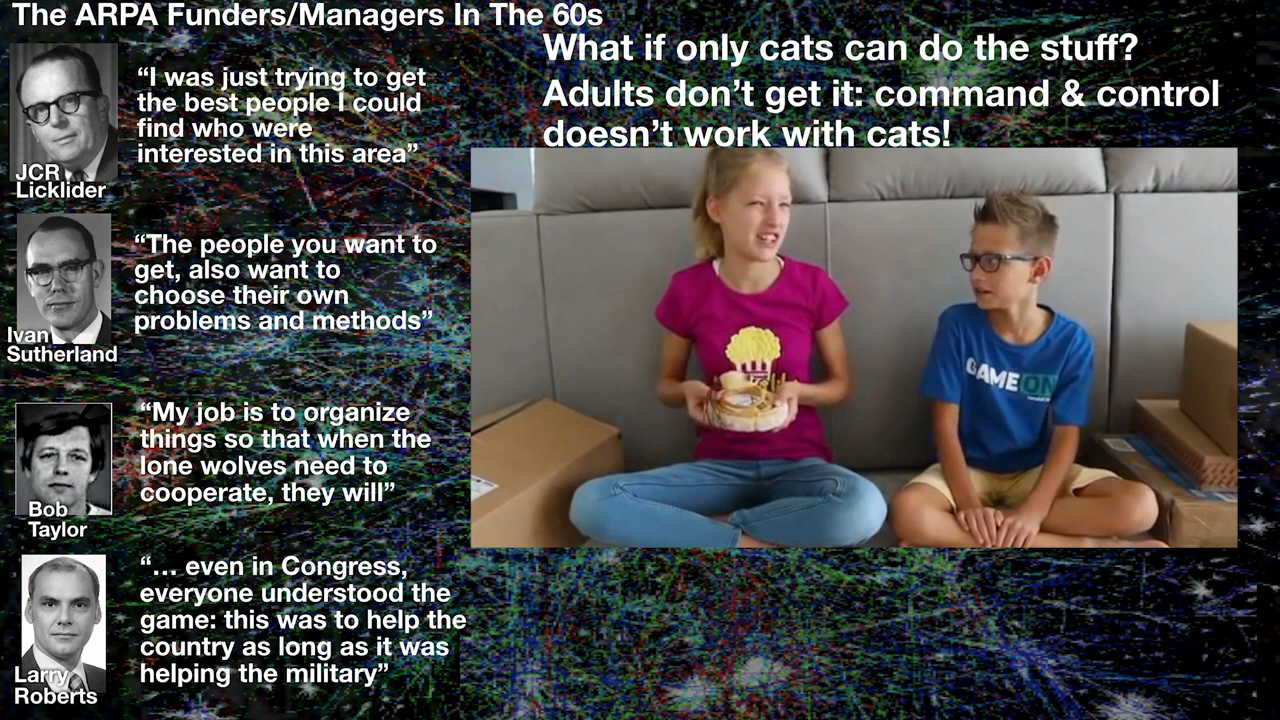 The ARPA Funders/Managers In The 60s
What if only cats can do the stuff?
Adults don’t get it: command & control
doesn’t work with cats!
“I was just trying to get
the best people I could
find who were
interested in this area”
JCR
Licklider
“The people you want to
get, also want to
choose their own
problems and methods”
Ivan
Sutherland
“My job is to organize
things so that when the
lone wolves need to
cooperate, they will”
Bob
Taylor
“… even in Congress,
everyone understood the
game: this was to help the
country as long as it was
helping the military”
Larry
Roberts
GAME ON